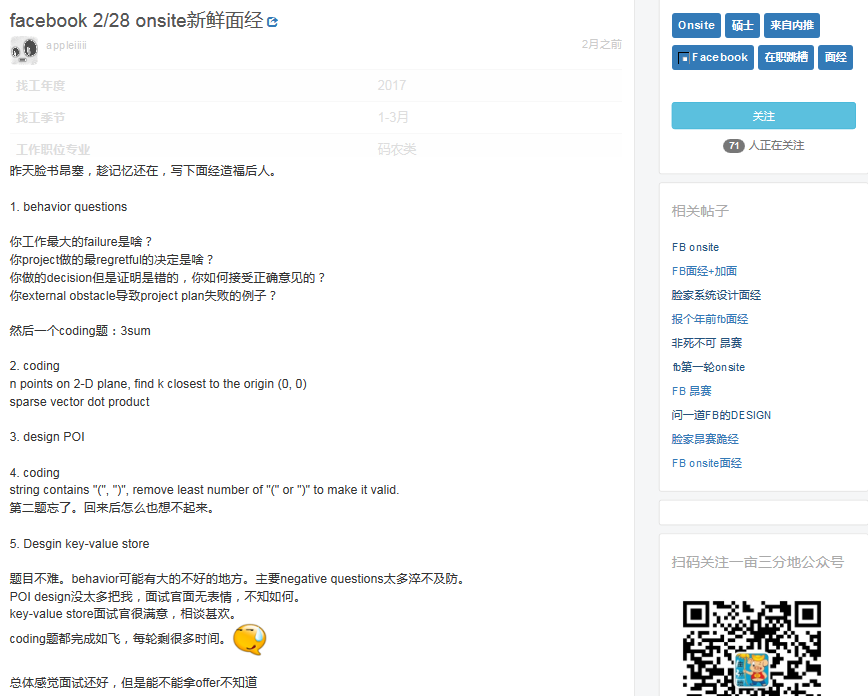 facebook 2/28 onsite新鲜面经
appleiiiii
2月之前
找工年度 2017
找工季节 1-3月
工作职位专业 码农类
昨天脸书昂塞，趁记忆还在，写下面经造福后人。
1. behavior questions
你工作最大的failure是啥？
你project做的最regretful的决定是啥？
你做的decision但是证明是错的，你如何接受正确意见的？
你external obstacle导致project plan失败的例子？
然后一个coding题：3sum
2. coding
n points on 2-D plane, find k closest to the origin (0, 0)
sparse vector dot product
3. design POI
4. coding
string contains "(", ")", remove least number of "(" or ")" to make it valid.
第二题忘了。回来后怎么也想不起来。
5. Desgin key-value store
题目不难。behavior可能有大的不好的地方。主要negative questions太多淬不及防。
POI design没太多把我，面试官面无表情，不知如何。
key-value store面试官很满意，相谈甚欢。
coding题都完成如飞，每轮剩很多时间。
总体感觉面试还好，但是能不能拿offer不知道
Onsite 硕士 来自内推
Facebook 在职跳槽 面经
关注
71 人正在关注
相关帖子
FB onsite
FB面经+加面
脸家系统设计面经
报个年前fb面经
非死不可 昂赛
fb第一轮onsite
FB 昂赛
问一道FB的DESIGN
脸家昂赛跪经
FB onsite面经
扫码关注一亩三分地公众号